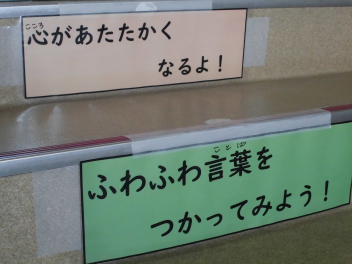 心があたたかく
なるよ！
ふわふわ言葉を
つかってみよう！